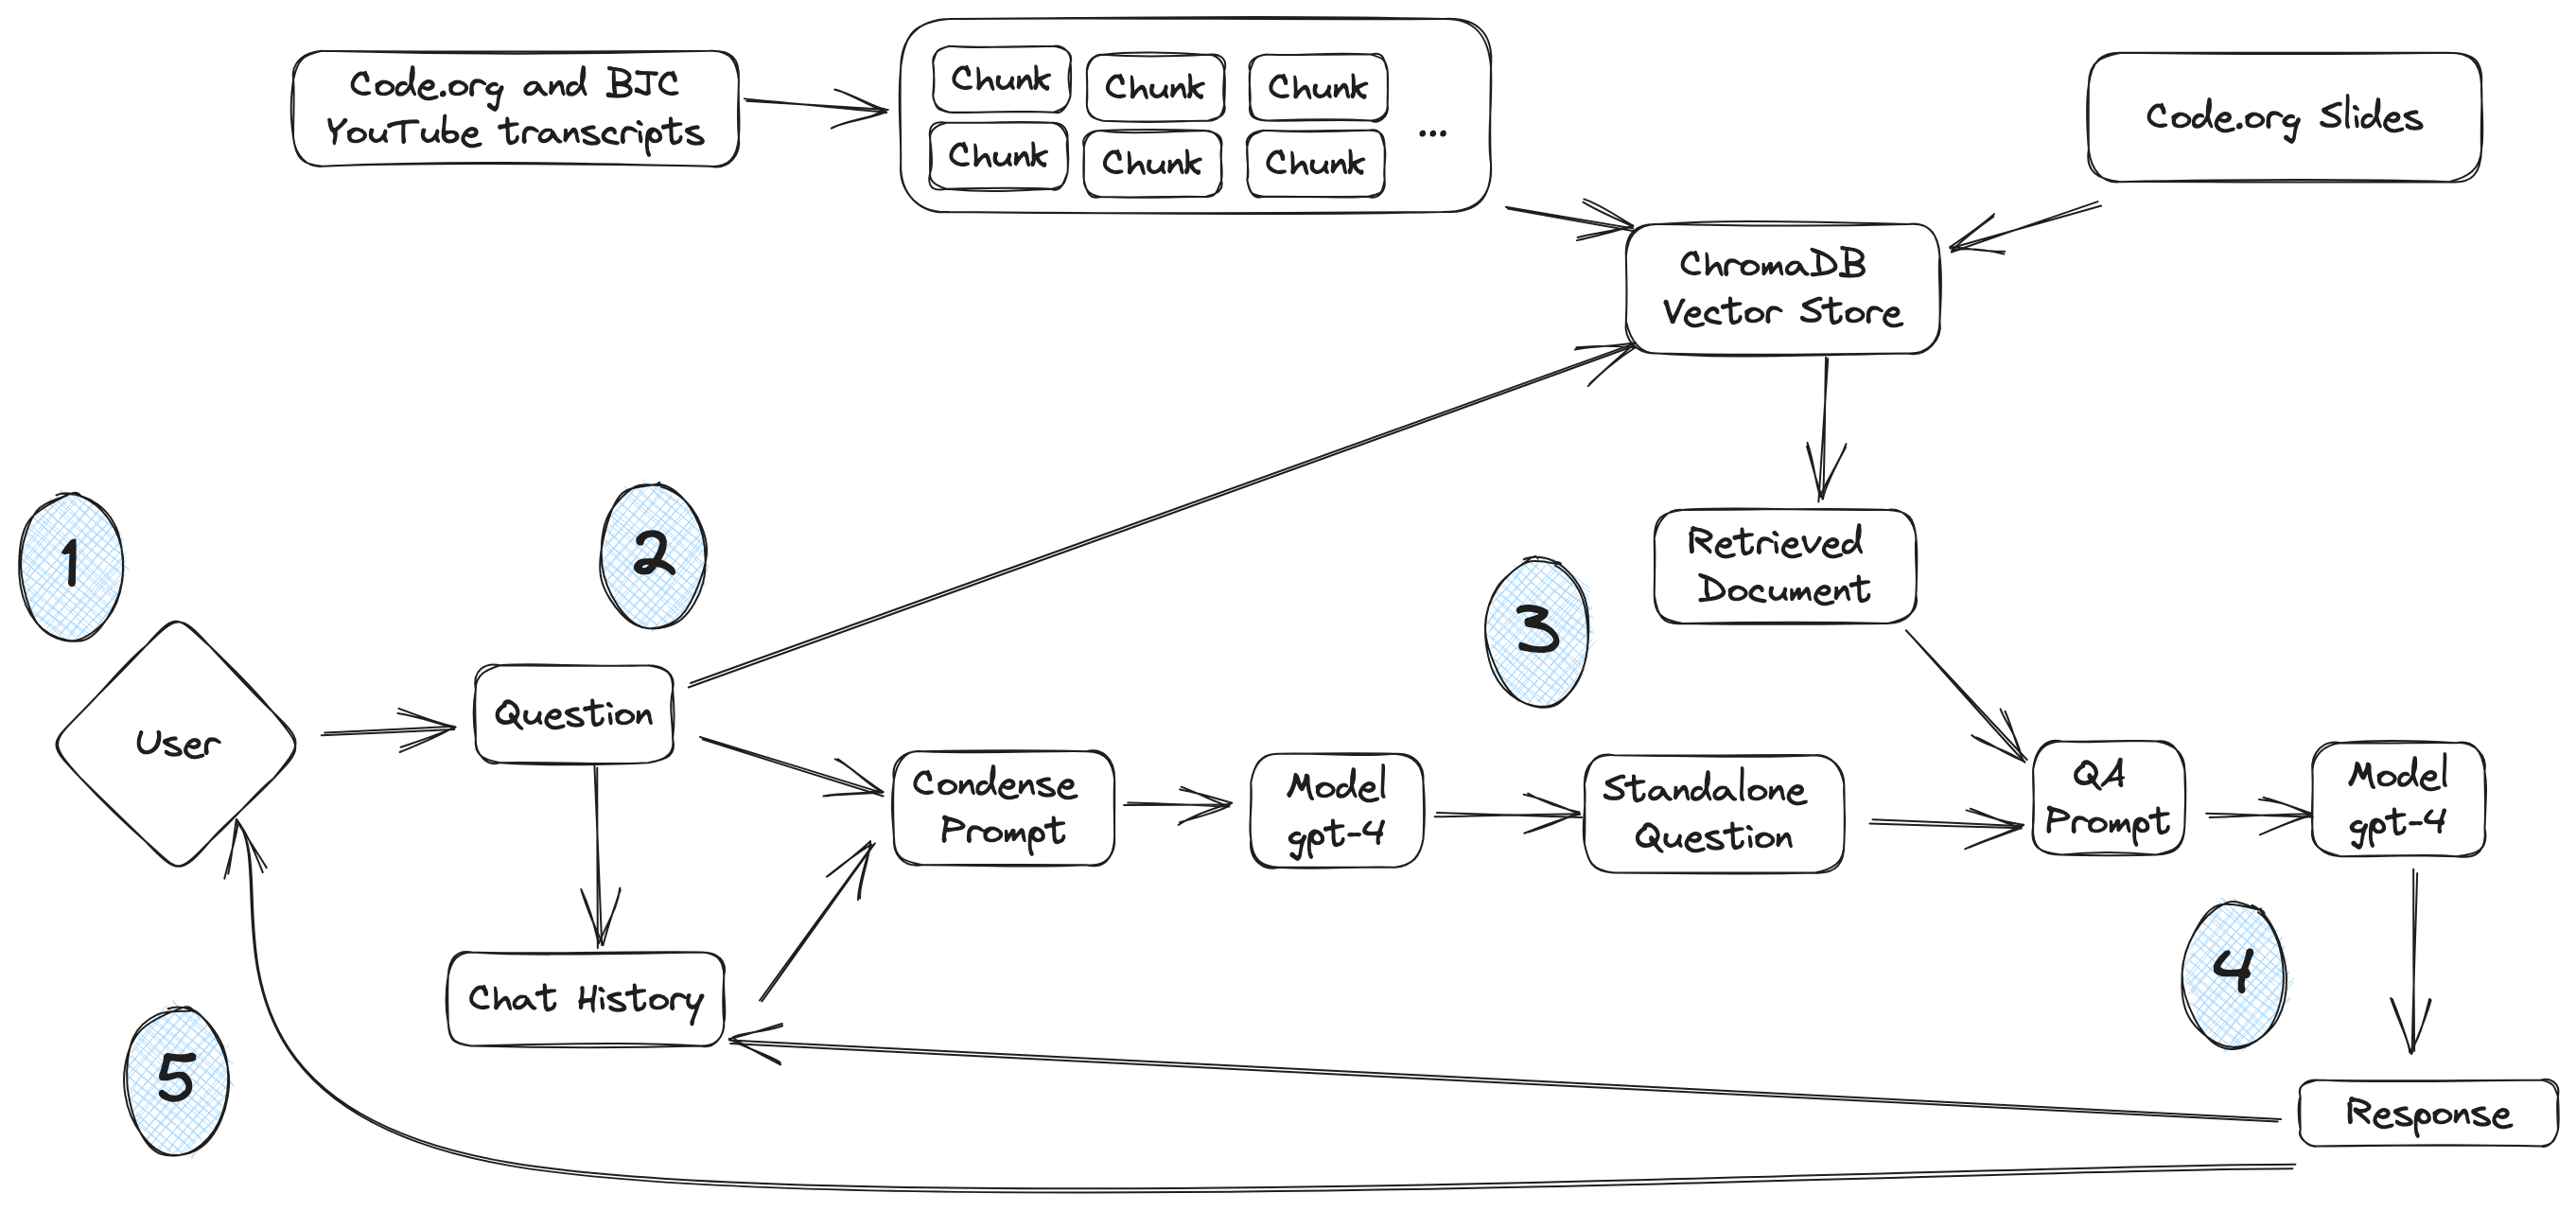 Code.org and BJC
YouTube transcripts
Chunk
Chunk
Chunk
Chunk
Chunk
Chunk
...
Code.org Slides
ChromaDB
Vector Store
1
2
3
Retrieved
Document
User
Question
Condense
Prompt
Model
gpt-4
Standalone
Question
QA
Prompt
Model
gpt-4
4
Chat History
5
Response